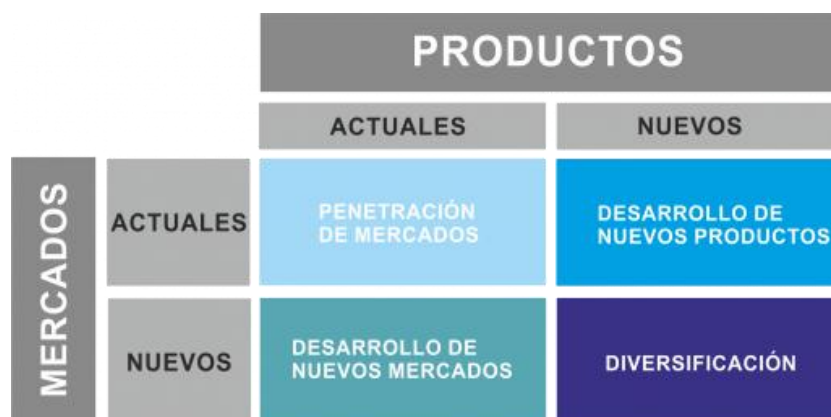 PRODUCTOS
ACTUALES
NUEVOS
MERCADOS
ACTUALES
PENETRACIÓN
DE MERCADOS
DESARROLLO DE
NUEVOS PRODUCTOS
NUEVOS
DESARROLLO DE
NUEVOS MERCADOS
DIVERSIFICACIÓN